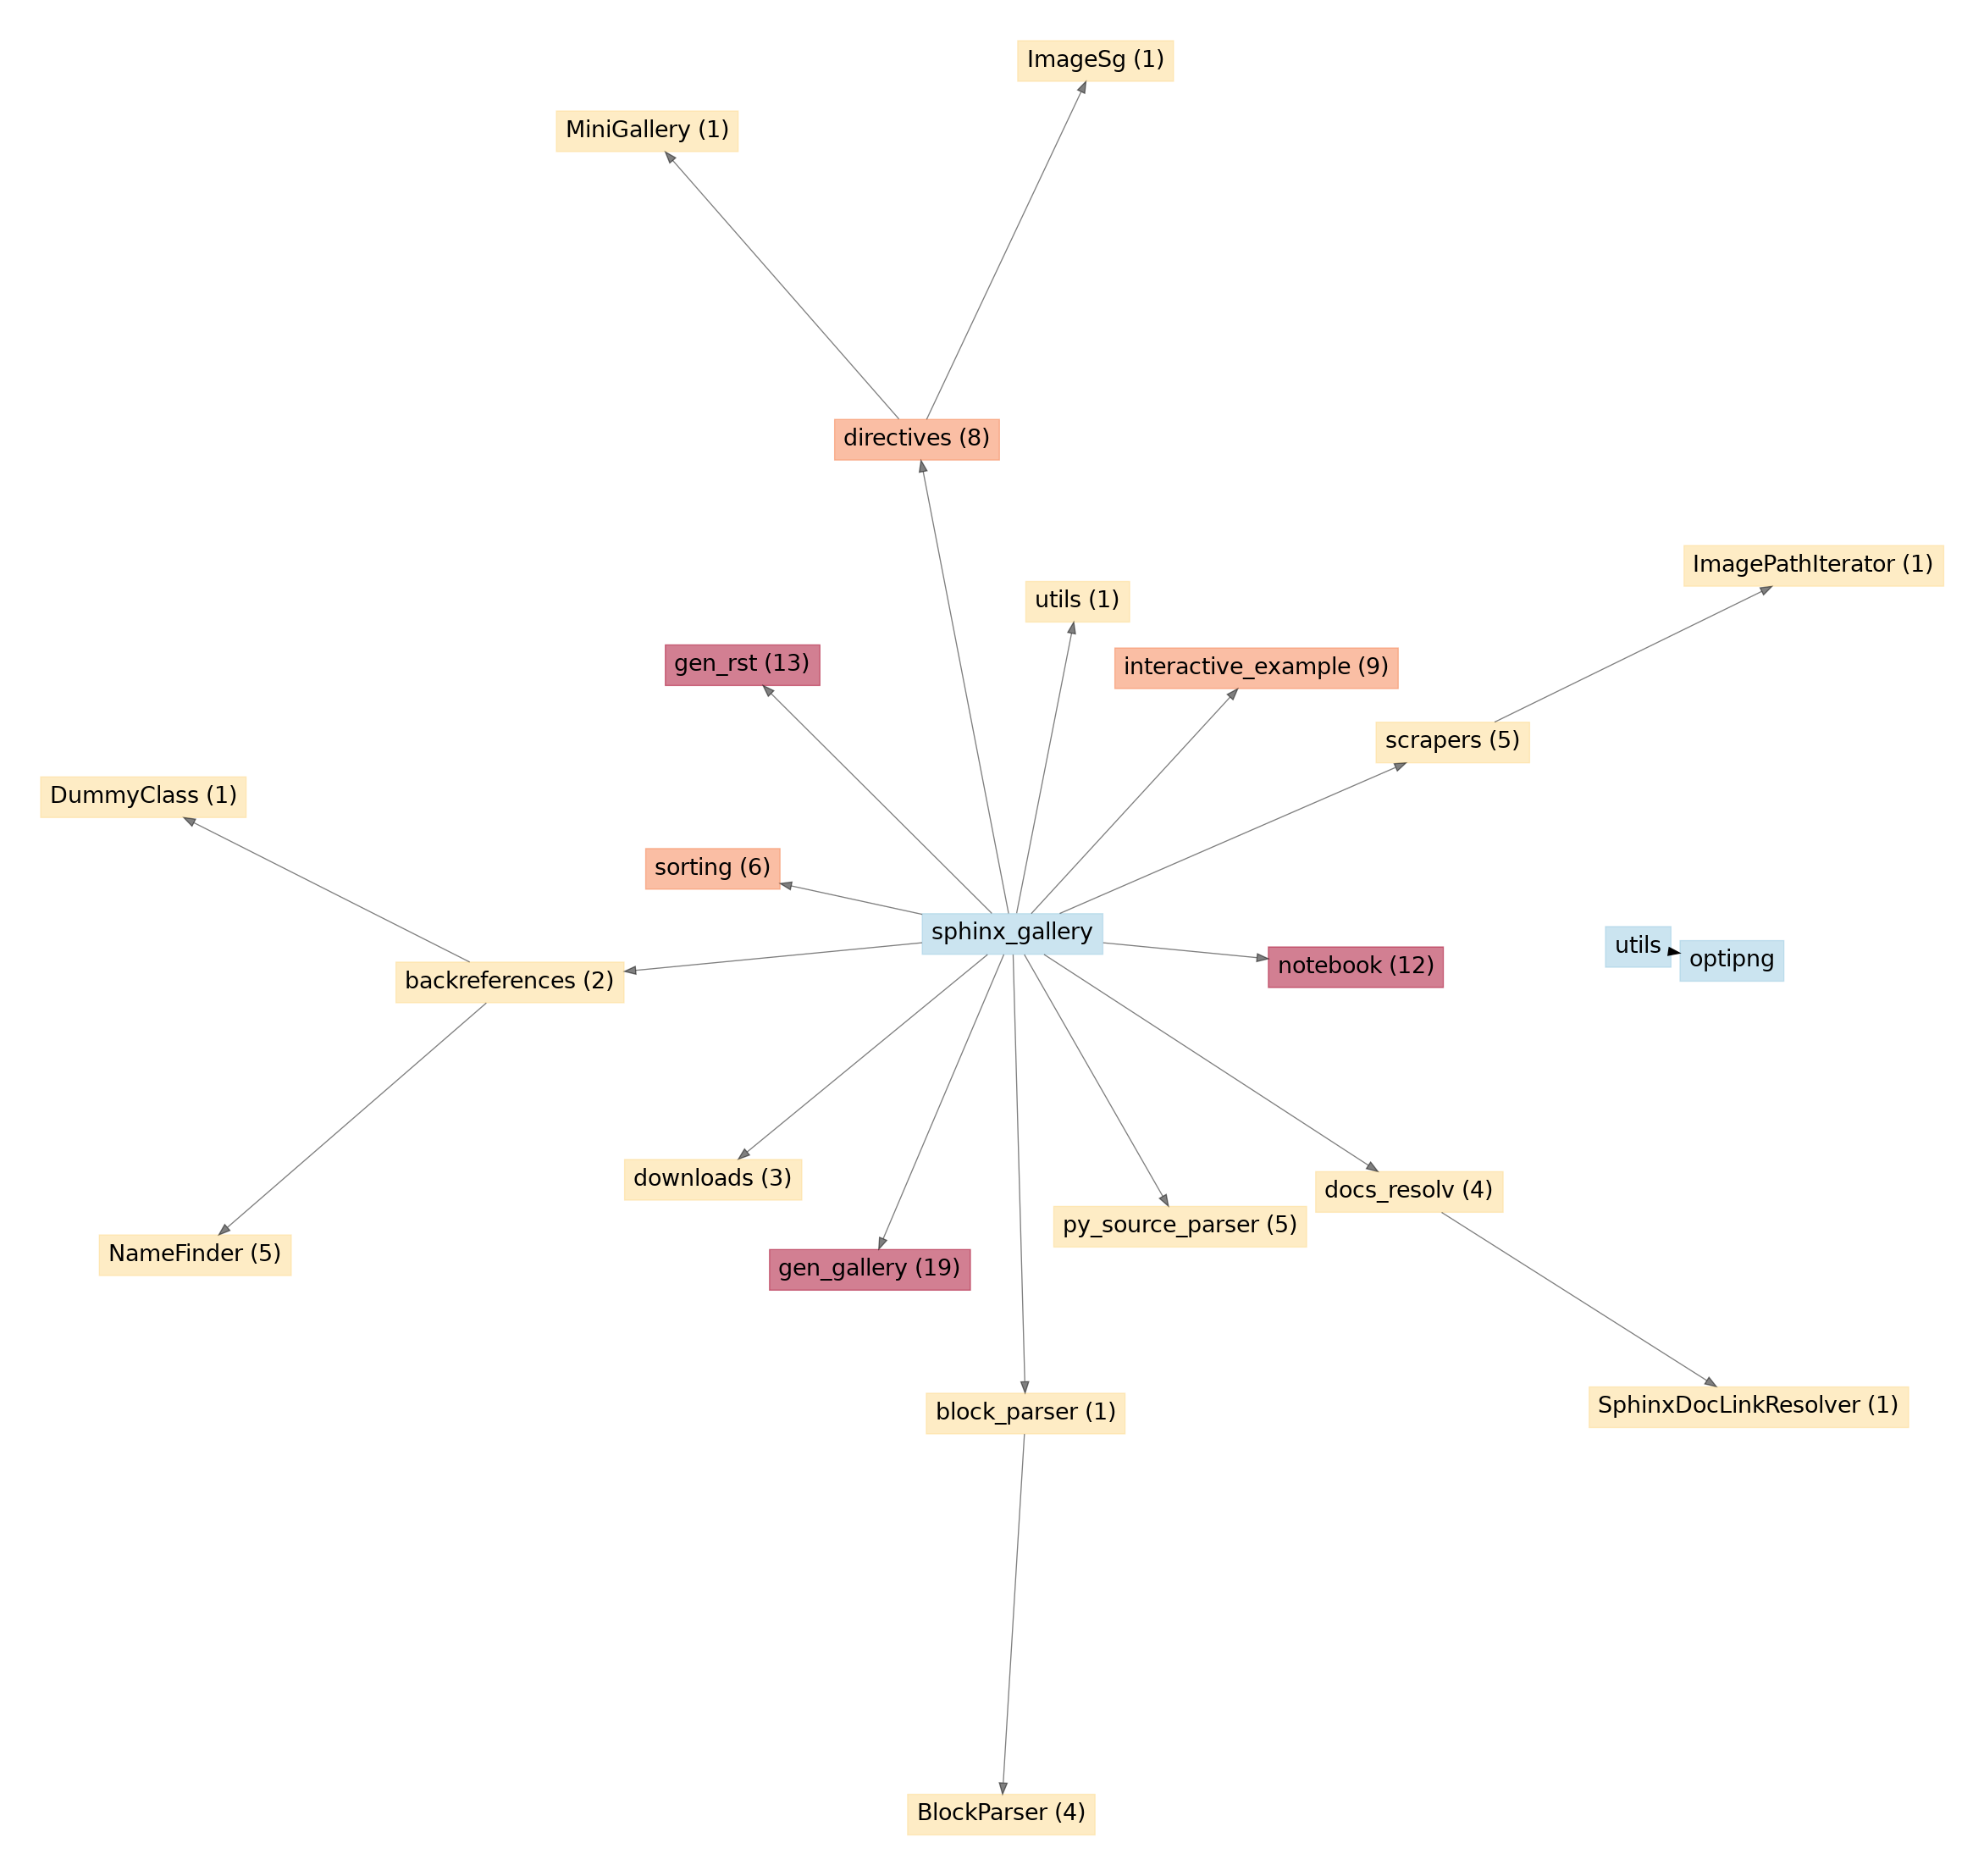 ImageSg (1)
MiniGallery (1)
directives (8)
ImagePathIterator (1)
utils (1)
gen_rst (13)
interactive_example (9)
scrapers (5)
DummyClass (1)
sorting (6)
sphinx_gallery
utils
optipng
notebook (12)
backreferences (2)
downloads (3)
docs_resolv (4)
py_source_parser (5)
NameFinder (5)
gen_gallery (19)
SphinxDocLinkResolver (1)
block_parser (1)
BlockParser (4)